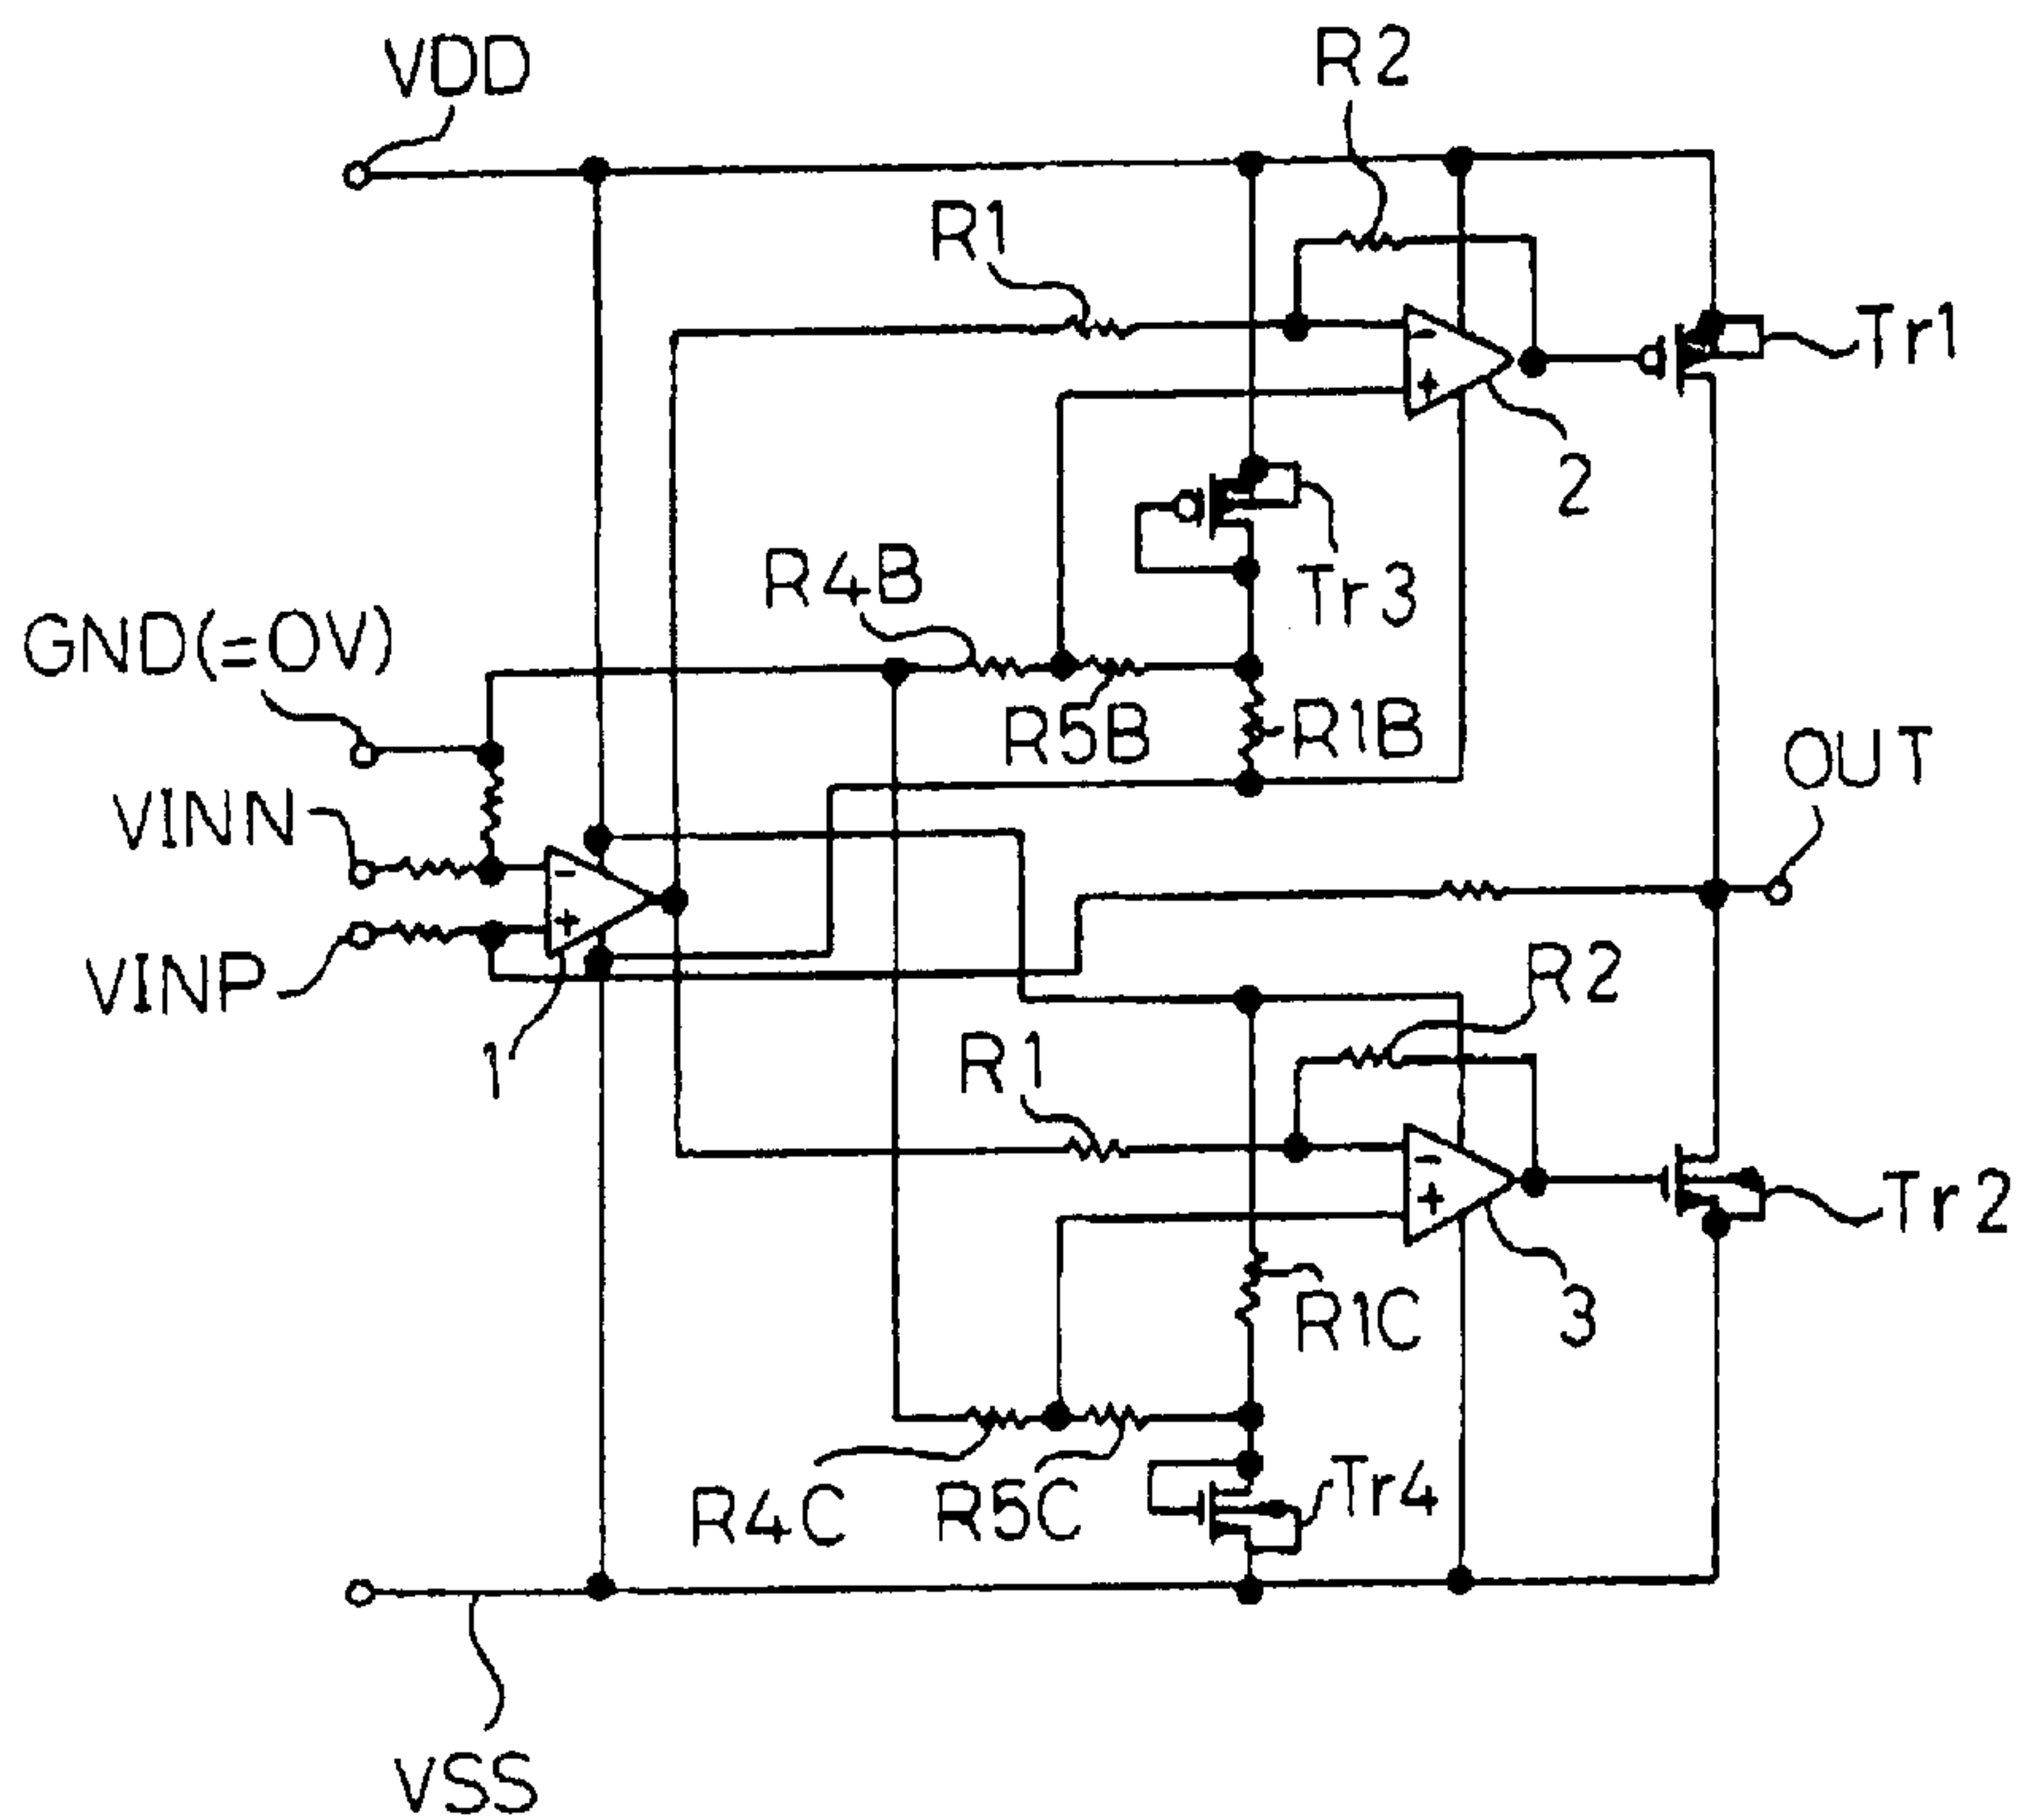 VDD
R2
R1
Tr1
2
R4B
Tr3
GND(=0V)
R5B
R1B
OUT
VINN
VINP
R2
1
R1
Tr2
R1C
3
R4C
R5C
Tr4
VSS